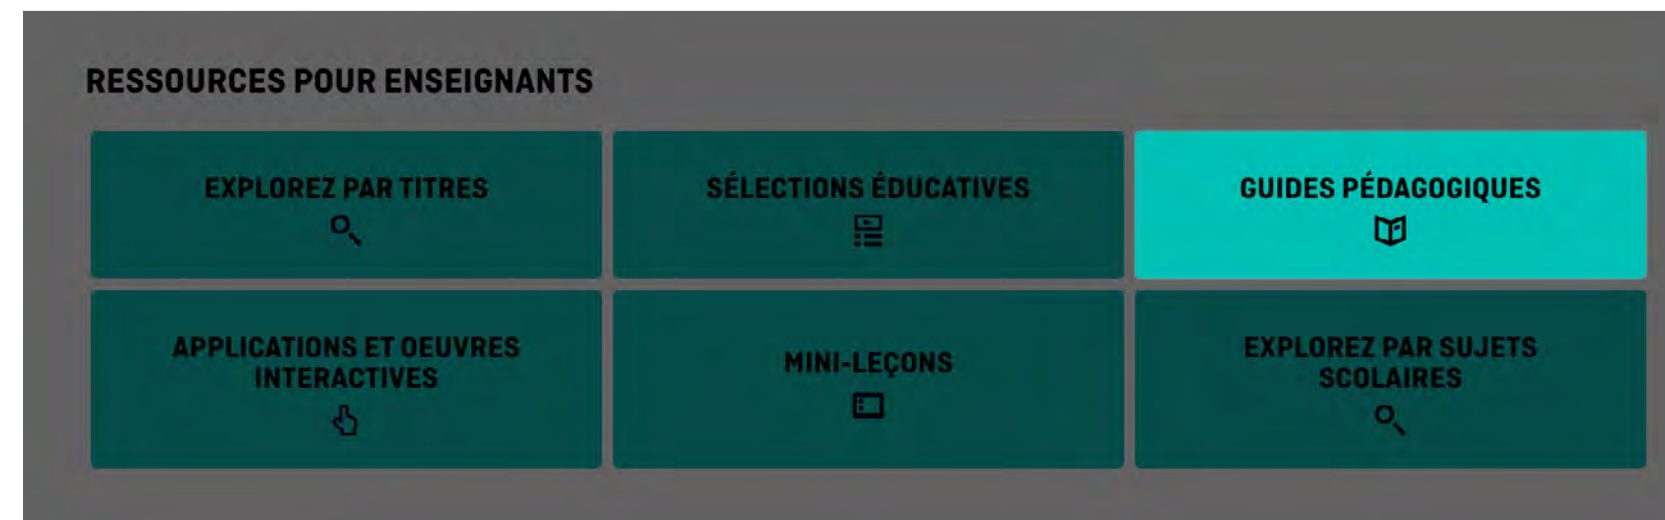 RESSOURCES POUR ENSEIGNANTS
EXPLOREZ PAR TITRES
SÉLECTIONS ÉDUCATIVES
GUIDES PÉDAGOGIQUES
APPLICATIONS ET OEUVRES
INTERACTIVES
MINI-LEÇONS
EXPLOREZ PAR SUJETS
SCOLAIRES